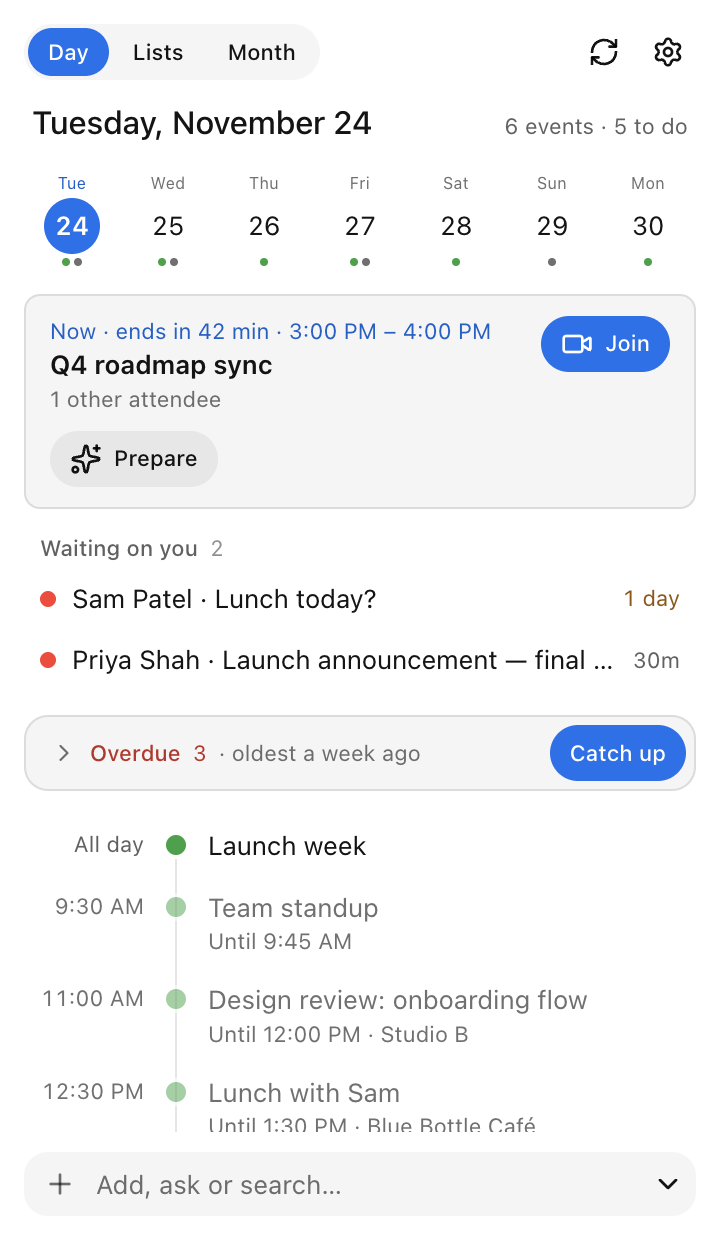 Day Lists Month
Tuesday, November 24
6 events · 5 to do
Tue Wed Thu Fri Sat Sun Mon
24 25 26 27 28 29 30
Now · ends in 42 min · 3:00 PM – 4:00 PM
Q4 roadmap sync
1 other attendee
Join
Prepare
Waiting on you 2
Sam Patel · Lunch today? 1 day
Priya Shah · Launch announcement — final ... 30m
Overdue 3 · oldest a week ago Catch up
All day Launch week
9:30 AM Team standup
Until 9:45 AM
11:00 AM Design review: onboarding flow
Until 12:00 PM · Studio B
12:30 PM Lunch with Sam
Until 1:30 PM · Blue Bottle Café
Add, ask or search...